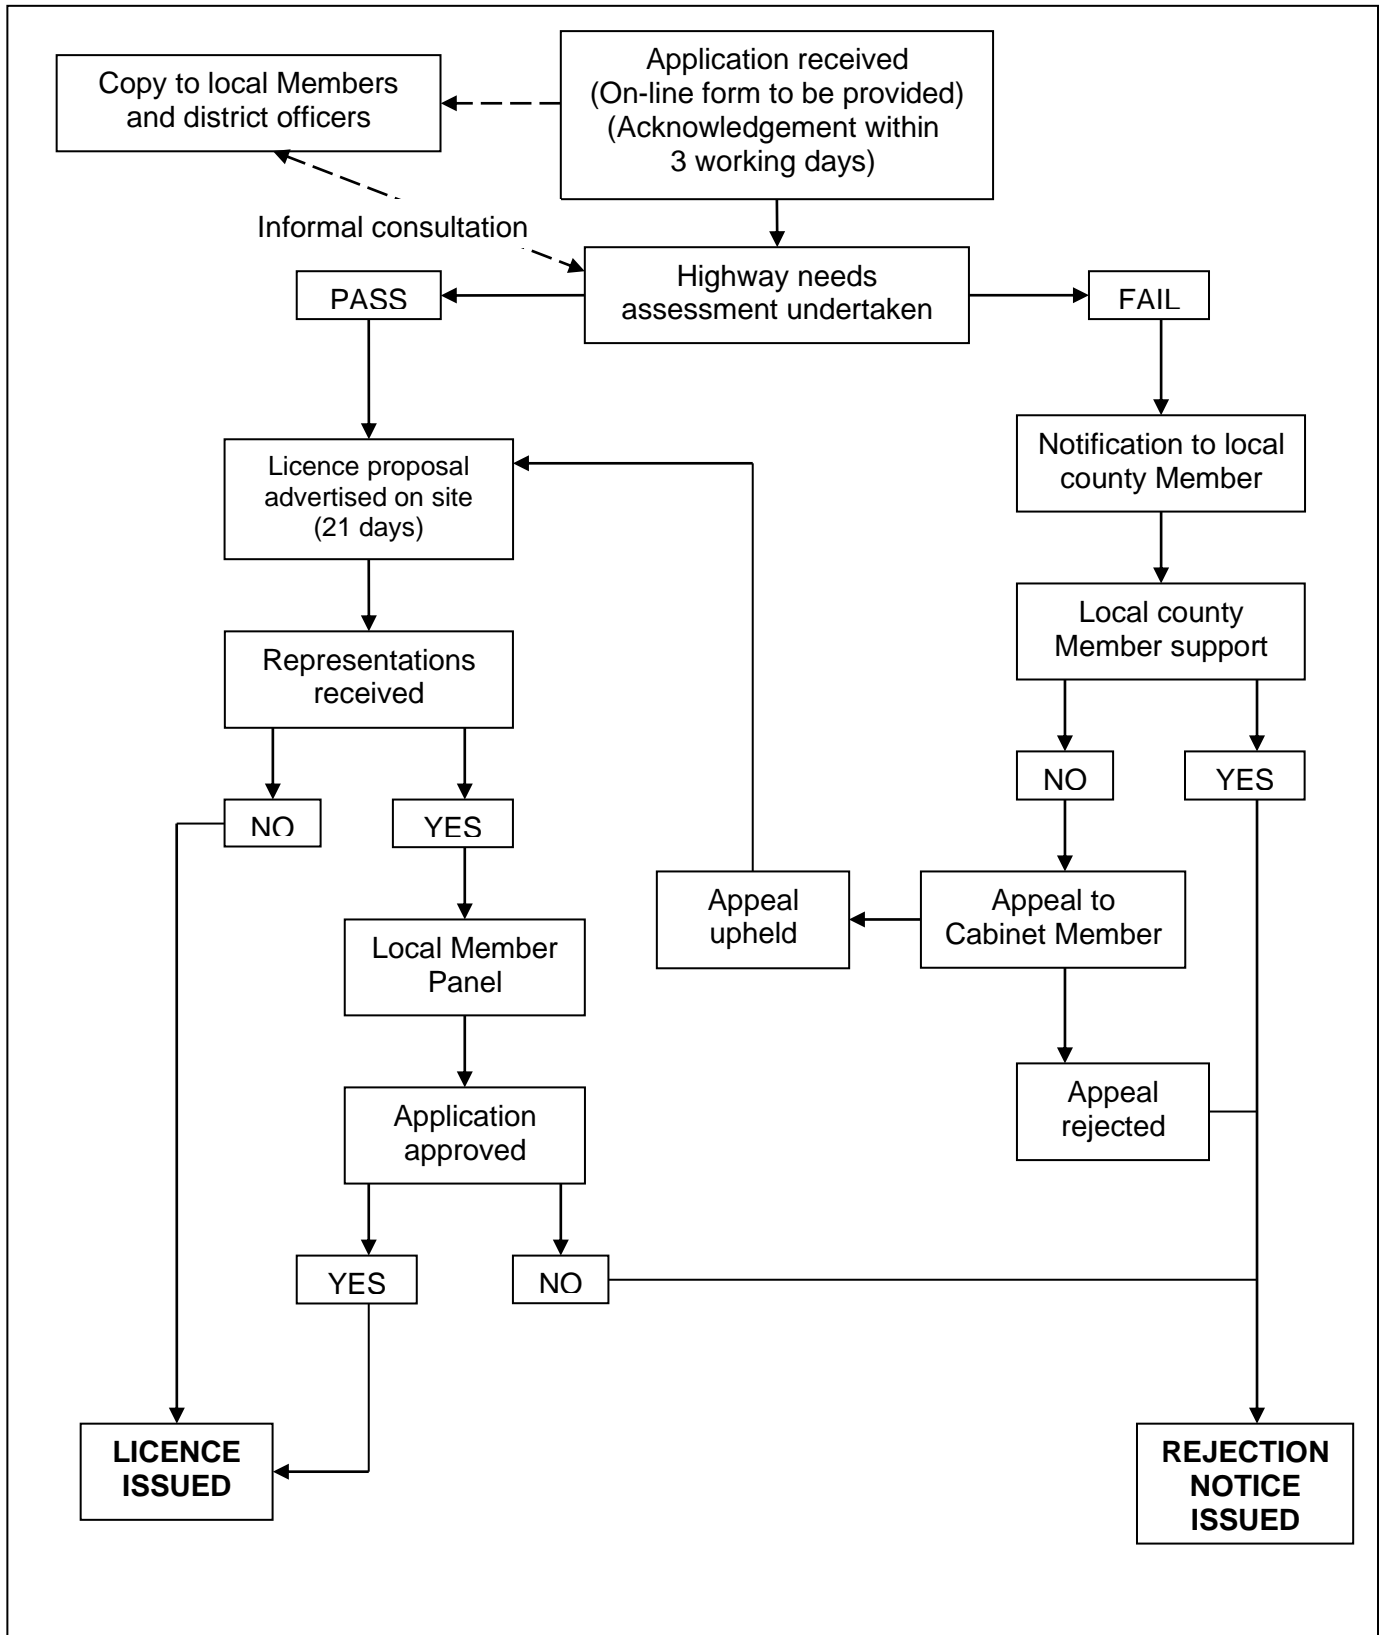 Copy to local Members
and district officers
Application received
(On-line form to be provided)
(Acknowledgement within
3 working days)
Informal consultation
Highway needs
assessment undertaken
PASS
FAIL
Licence proposal
advertised on site
(21 days)
Notification to local
county Member
Representations
received
Local county
Member support
NO
YES
NO
YES
Appeal
upheld
Appeal to
Cabinet Member
Local Member
Panel
Appeal
rejected
Application
approved
YES
NO
LICENCE
ISSUED
REJECTION
NOTICE
ISSUED